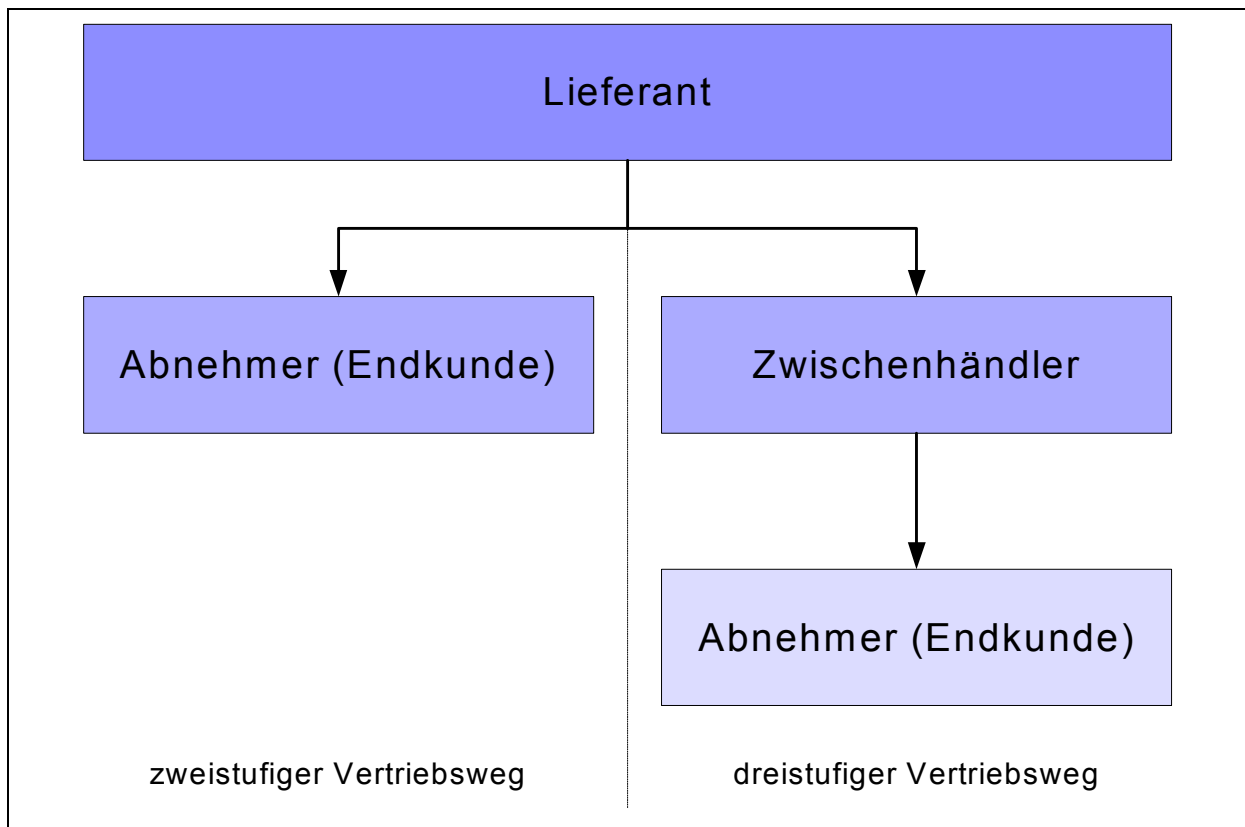 Lieferant
Abnehmer (Endkunde)
Zwischenhändler
Abnehmer (Endkunde)
zweistufiger Vertriebsweg
dreistufiger Vertriebsweg